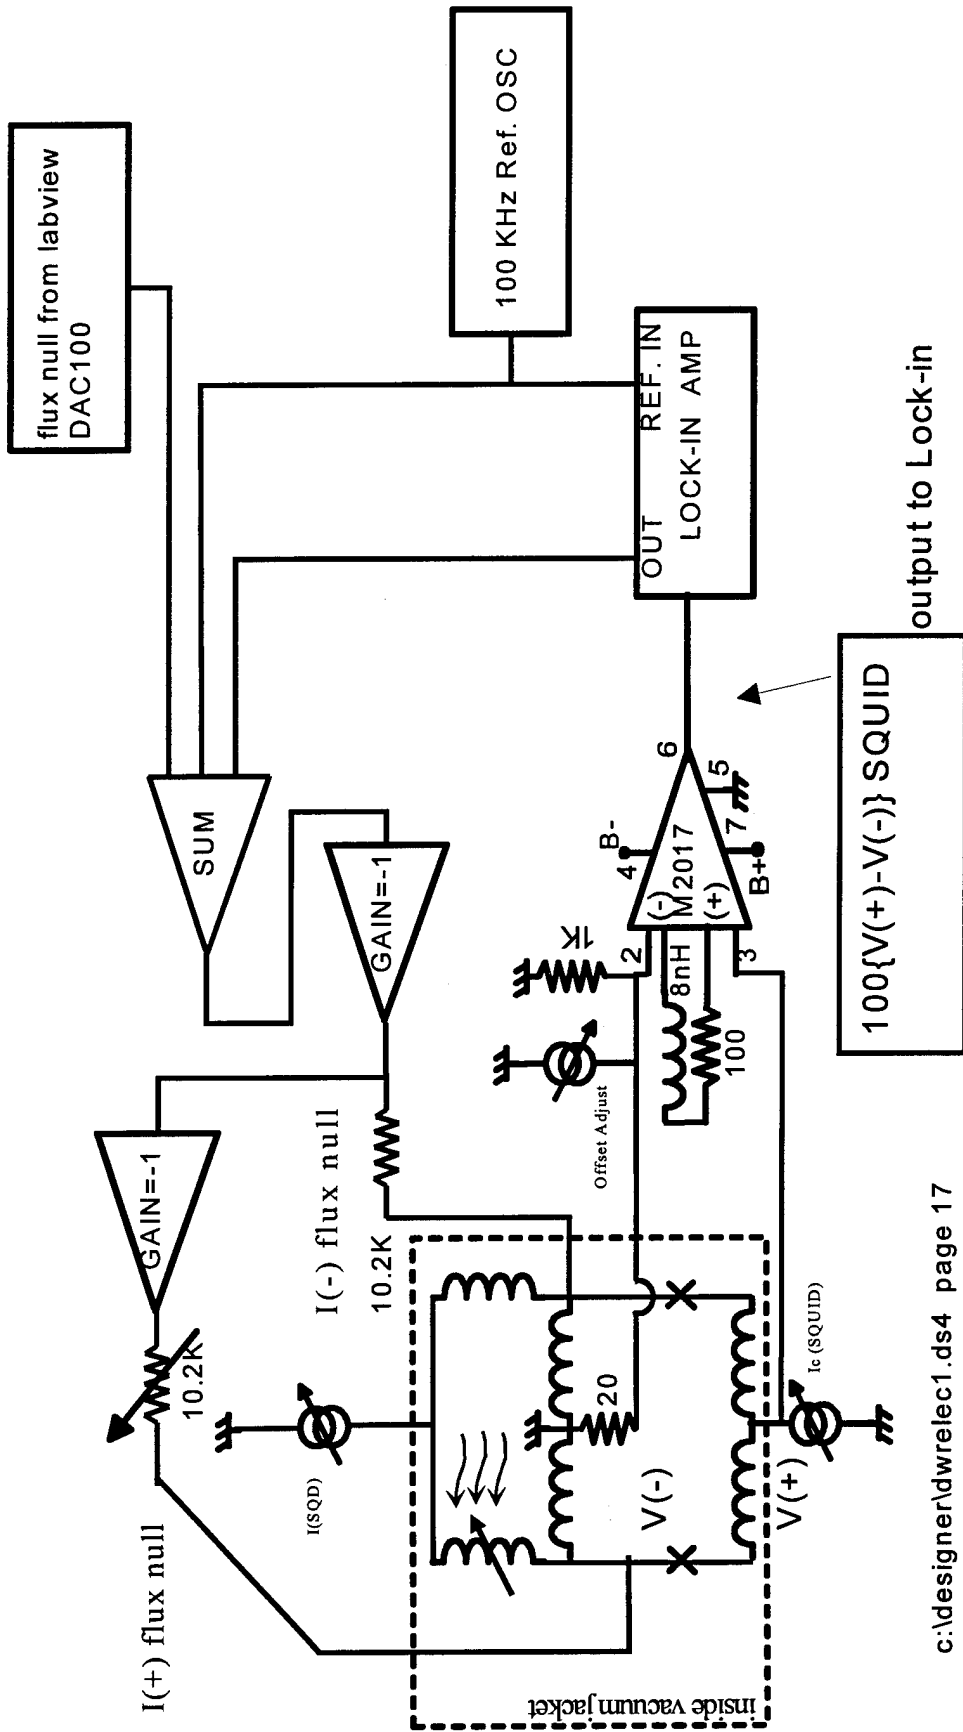 flux null from labview
DAC100
100 KHz Ref. OSC
SUM
GAIN=-1
GAIN=-1
I(+) flux null
10.2K
I(-) flux null
10.2K
OUT
REF. IN
LOCK-IN AMP
output to Lock-in
100{V(+)-V(-)} SQUID
1K
Offset Adjust
2
(-)
M2017
(+)
3
4
B-
6
5
7
B+
8nH
100
I(SQD)
20
V(-)
V(+)
Ic (SQUID)
inside vacuum jacket
c:\designer\dwrelec1.ds4 page 17